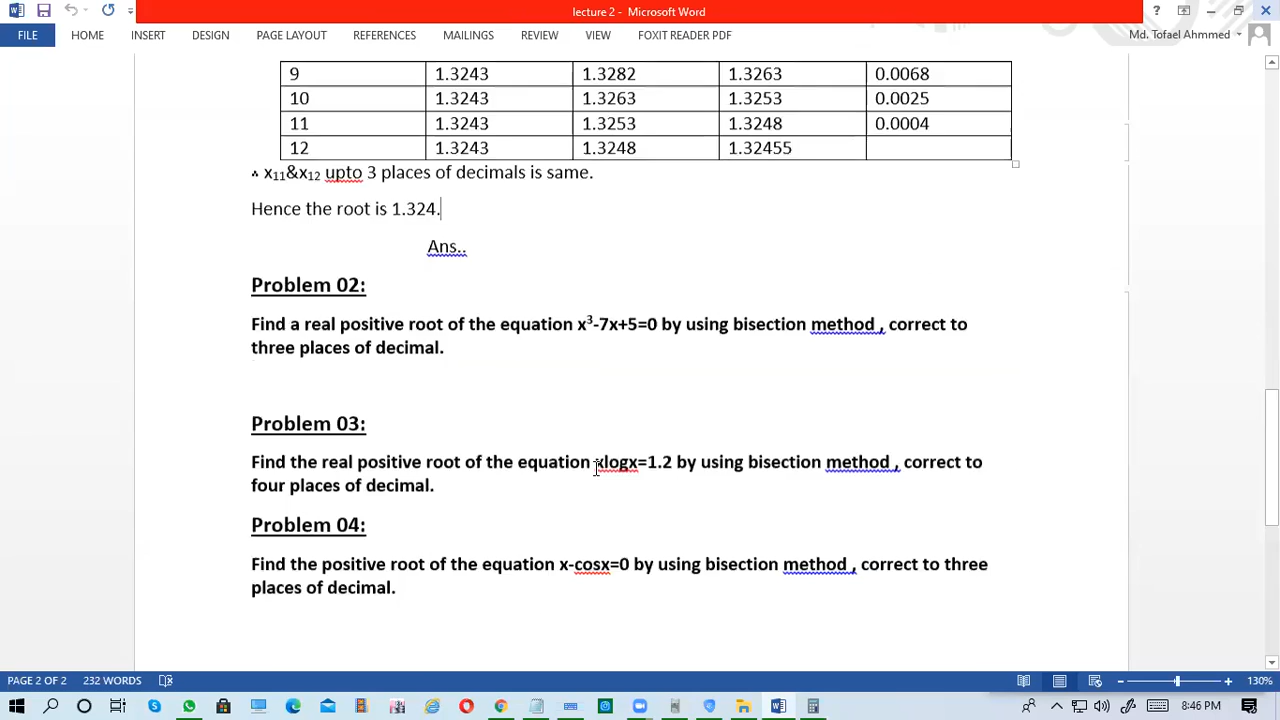 lecture 2 - Microsoft Word
FILE HOME INSERT DESIGN PAGE LAYOUT REFERENCES MAILINGS REVIEW VIEW FOXIT READER PDF Md. Tofael Ahmmed
9 1.3243 1.3282 1.3263 0.0068
10 1.3243 1.3263 1.3253 0.0025
11 1.3243 1.3253 1.3248 0.0004
12 1.3243 1.3248 1.32455
∴ x₁₁&x₁₂ upto 3 places of decimals is same.
Hence the root is 1.324.
Ans..
Problem 02:
Find a real positive root of the equation x³-7x+5=0 by using bisection method , correct to
three places of decimal.
Problem 03:
Find the real positive root of the equation xlogx=1.2 by using bisection method , correct to
four places of decimal.
Problem 04:
Find the positive root of the equation x-cosx=0 by using bisection method , correct to three
places of decimal.
PAGE 2 OF 2 232 WORDS 130%
8:46 PM